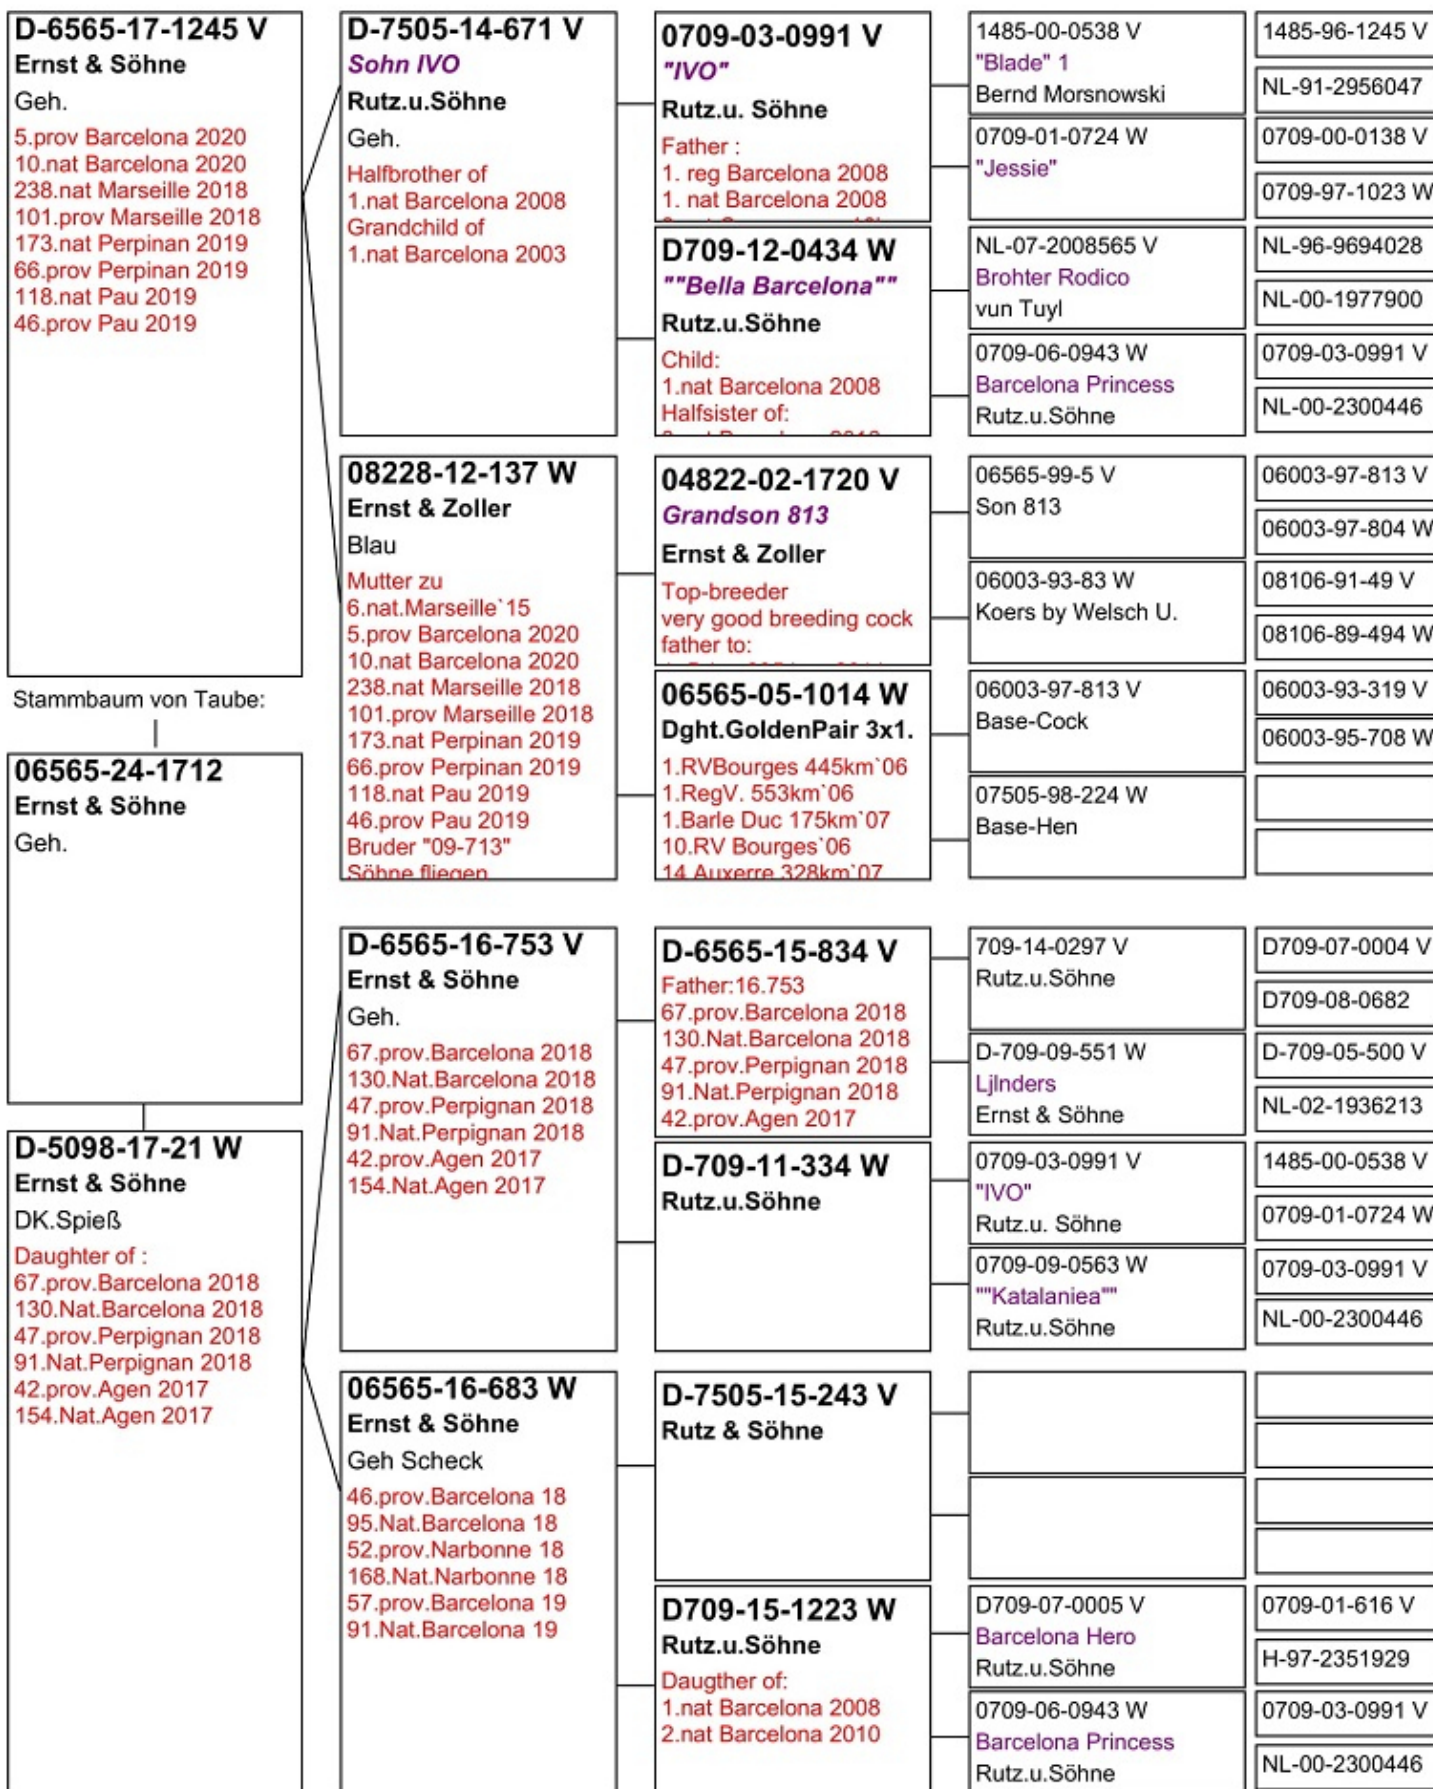 D-6565-17-1245 V
Ernst & Söhne
Geh.
5.prov Barcelona 2020
10.nat Barcelona 2020
238.nat Marseille 2018
101.prov Marseille 2018
173.nat Perpinan 2019
66.prov Perpinan 2019
118.nat Pau 2019
46.prov Pau 2019
Stammbaum von Taube:
06565-24-1712
Ernst & Söhne
Geh.
D-5098-17-21 W
Ernst & Söhne
DK.Spieß
Daughter of :
67.prov.Barcelona 2018
130.Nat.Barcelona 2018
47.prov.Perpignan 2018
91.Nat.Perpignan 2018
42.prov.Agen 2017
154.Nat.Agen 2017
D-7505-14-671 V
Sohn IVO
Rutz.u.Söhne
Geh.
Halfbrother of
1.nat Barcelona 2008
Grandchild of
1.nat Barcelona 2003
08228-12-137 W
Ernst & Zoller
Blau
Mutter zu
6.nat.Marseille`15
5.prov Barcelona 2020
10.nat Barcelona 2020
238.nat Marseille 2018
101.prov Marseille 2018
173.nat Perpinan 2019
66.prov Perpinan 2019
118.nat Pau 2019
46.prov Pau 2019
Bruder "09-713"
Söhne fliegen
D-6565-16-753 V
Ernst & Söhne
Geh.
67.prov.Barcelona 2018
130.Nat.Barcelona 2018
47.prov.Perpignan 2018
91.Nat.Perpignan 2018
42.prov.Agen 2017
154.Nat.Agen 2017
06565-16-683 W
Ernst & Söhne
Geh Scheck
46.prov.Barcelona 18
95.Nat.Barcelona 18
52.prov.Narbonne 18
168.Nat.Narbonne 18
57.prov.Barcelona 19
91.Nat.Barcelona 19
0709-03-0991 V
"IVO"
Rutz.u. Söhne
Father :
1. reg Barcelona 2008
1. nat Barcelona 2008
D709-12-0434 W
""Bella Barcelona""
Rutz.u.Söhne
Child:
1.nat Barcelona 2008
Halfsister of:
04822-02-1720 V
Grandson 813
Ernst & Zoller
Top-breeder
very good breeding cock
father to:
06565-05-1014 W
Dght.GoldenPair 3x1.
1.RVBourges 445km`06
1.RegV. 553km`06
1.Barle Duc 175km`07
10.RV Bourges`06
14.Auxerre 328km`07
D-6565-15-834 V
Father:16.753
67.prov.Barcelona 2018
130.Nat.Barcelona 2018
47.prov.Perpignan 2018
91.Nat.Perpignan 2018
42.prov.Agen 2017
D-709-11-334 W
Rutz.u.Söhne
D-7505-15-243 V
Rutz & Söhne
D709-15-1223 W
Rutz.u.Söhne
Daugther of:
1.nat Barcelona 2008
2.nat Barcelona 2010
1485-00-0538 V
"Blade" 1
Bernd Morsnowski
0709-01-0724 W
"Jessie"
NL-07-2008565 V
Brohter Rodico
vun Tuyl
0709-06-0943 W
Barcelona Princess
Rutz.u.Söhne
06565-99-5 V
Son 813
06003-93-83 W
Koers by Welsch U.
06003-97-813 V
Base-Cock
07505-98-224 W
Base-Hen
709-14-0297 V
Rutz.u.Söhne
D-709-09-551 W
Ljlnders
Ernst & Söhne
0709-03-0991 V
"IVO"
Rutz.u. Söhne
0709-09-0563 W
""Katalaniea""
Rutz.u.Söhne
D709-07-0005 V
Barcelona Hero
Rutz.u.Söhne
0709-06-0943 W
Barcelona Princess
Rutz.u.Söhne
1485-96-1245 V
NL-91-2956047
0709-00-0138 V
0709-97-1023 W
NL-96-9694028
NL-00-1977900
0709-03-0991 V
NL-00-2300446
06003-97-813 V
06003-97-804 W
08106-91-49 V
08106-89-494 W
06003-93-319 V
06003-95-708 W
D709-07-0004 V
D709-08-0682
D-709-05-500 V
NL-02-1936213
1485-00-0538 V
0709-01-0724 W
0709-03-0991 V
NL-00-2300446
0709-01-616 V
H-97-2351929
0709-03-0991 V
NL-00-2300446